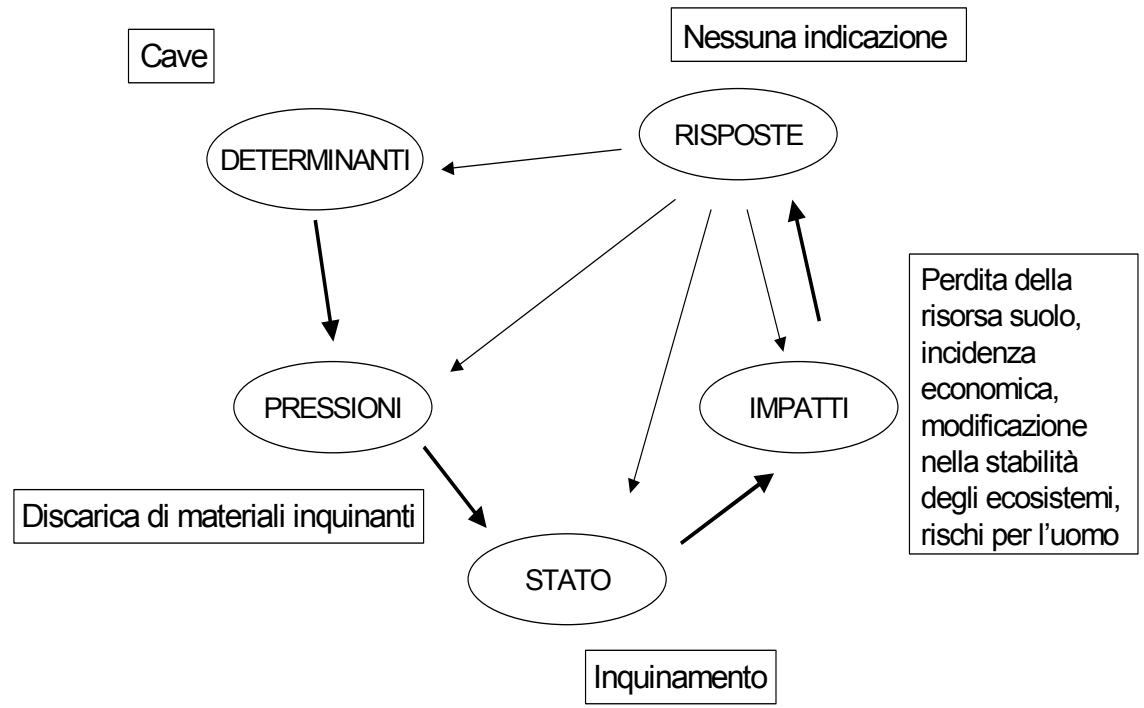 Nessuna indicazione
Cave
RISPOSTE
DETERMINANTI
Perdita della
risorsa suolo,
incidenza
economica,
modificazione
nella stabilità
degli ecosistemi,
rischi per l'uomo
PRESSIONI
IMPATTI
Discarica di materiali inquinanti
STATO
Inquinamento